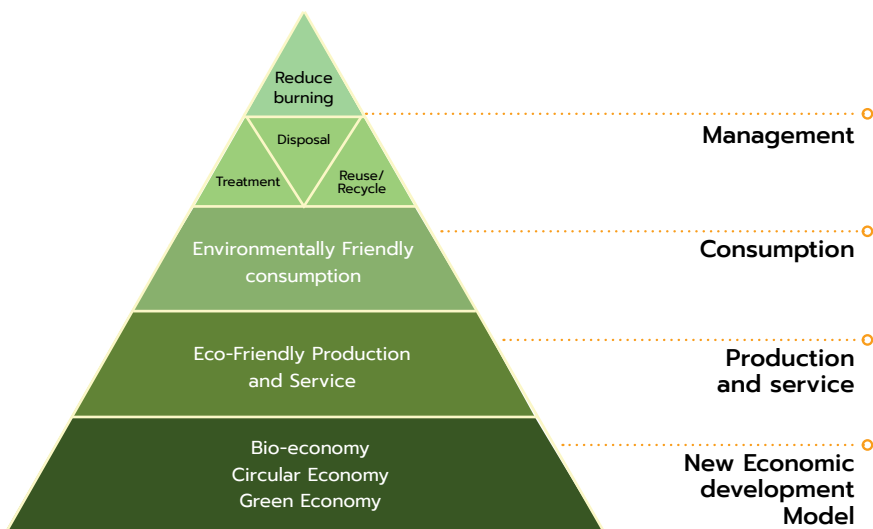 Reduce
burning
Management
Disposal
Treatment
Reuse/
Recycle
Environmentally Friendly
consumption
Consumption
Eco-Friendly Production
and Service
Production
and service
Bio-economy
Circular Economy
Green Economy
New Economic
development
Model